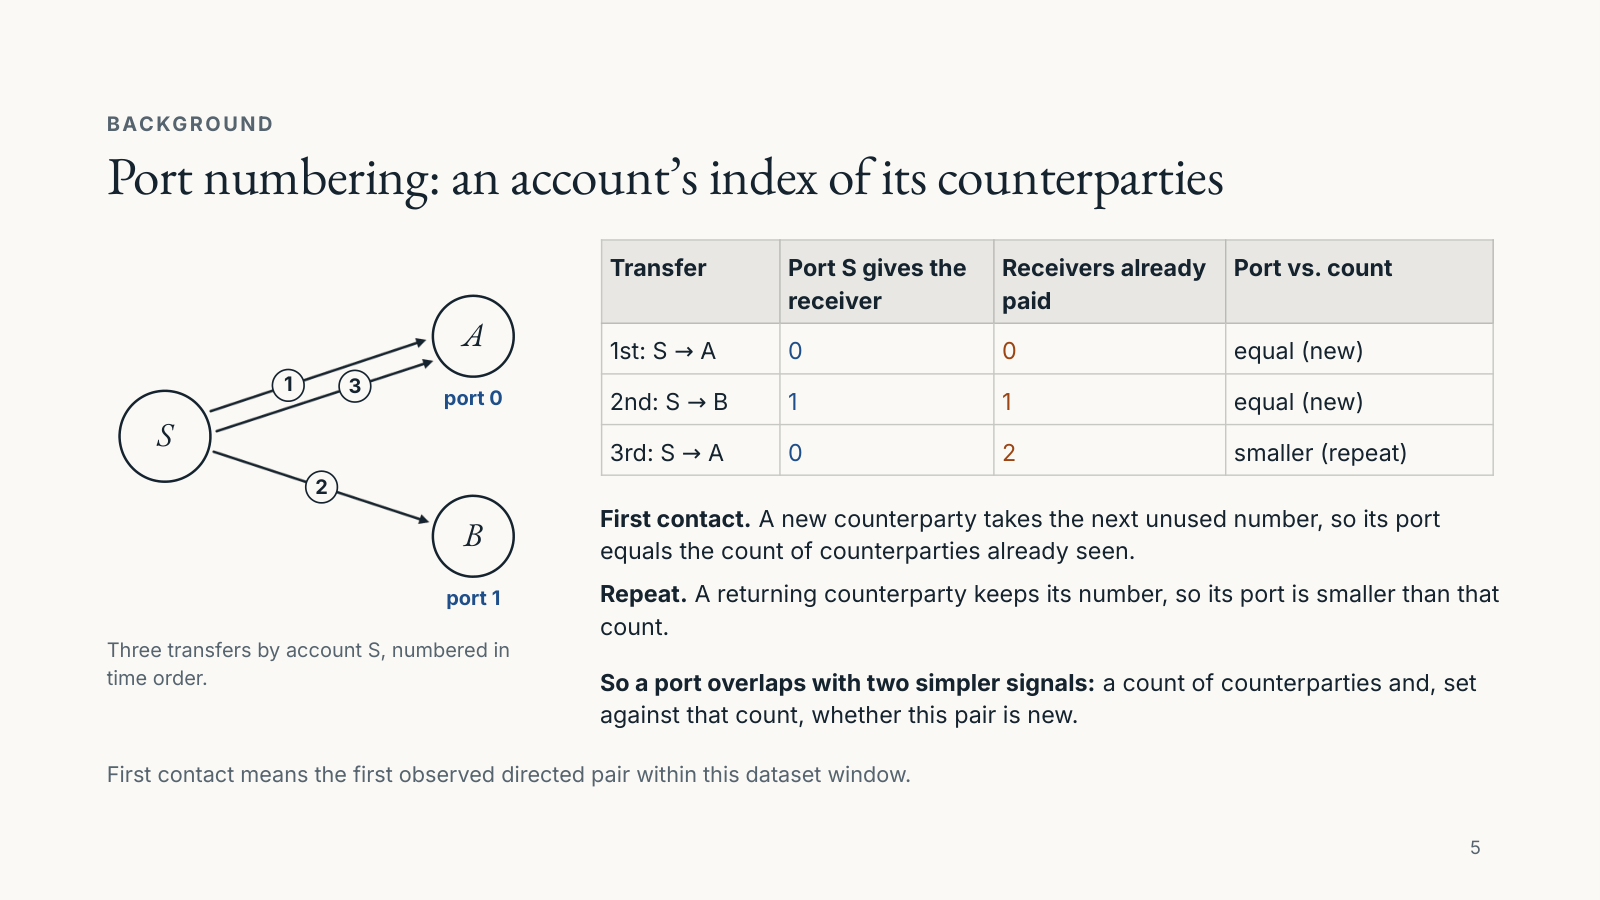 BACKGROUND
Port numbering: an account’s index of its counterparties
S
1
3
2
A
port 0
B
port 1
Three transfers by account S, numbered in
time order.
Transfer
Port S gives the
receiver
Receivers already
paid
Port vs. count
1st: S → A 0 0 equal (new)
2nd: S → B 1 1 equal (new)
3rd: S → A 0 2 smaller (repeat)
First contact. A new counterparty takes the next unused number, so its port
equals the count of counterparties already seen.
Repeat. A returning counterparty keeps its number, so its port is smaller than that
count.
So a port overlaps with two simpler signals: a count of counterparties and, set
against that count, whether this pair is new.
First contact means the first observed directed pair within this dataset window.
5